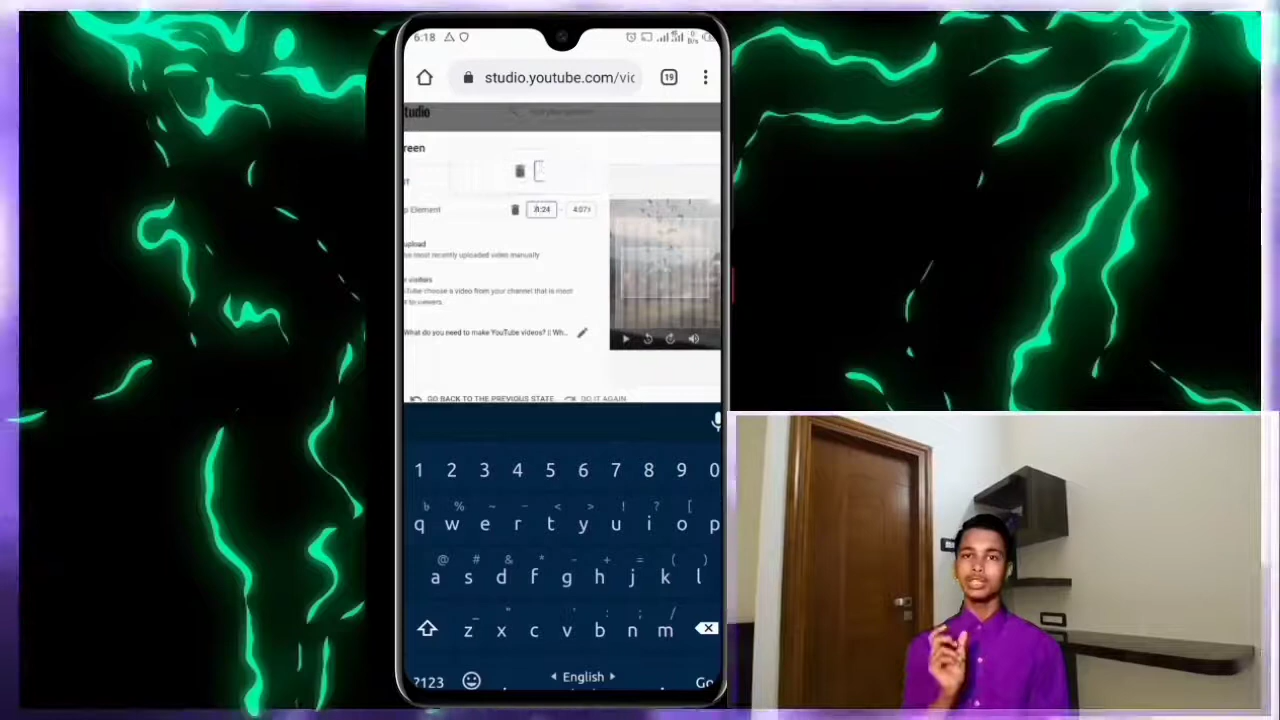 6:18
studio.youtube.com/vic
19
tudio
reen
p Element
4:07
upload
so most recently uploaded video manually
r visitors
Tube choose a video from your channel that is most
t to viewers.
What do you need to make YouTube videos? || Wh...
GO BACK TO THE PREVIOUS STATE DO IT AGAIN
1 2 3 4 5 6 7 8 9 0
% ~ − < > ! ? [
q w e r t y u i o p
@ # & * − + = ( )
a s d f g h j k l
_ " ' : ; /
z x c v b n m
?123 English Go